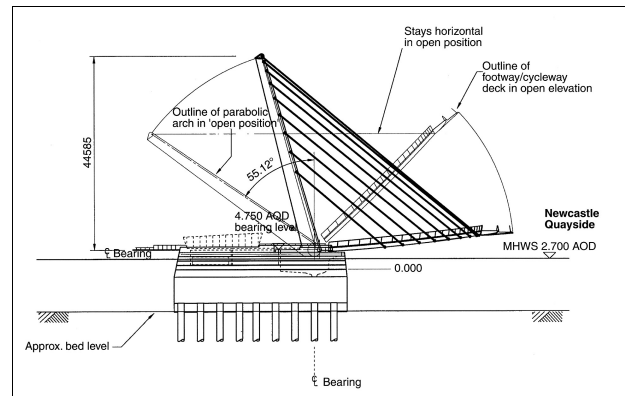 Stays horizontal
in open position
Outline of
footway/cycleway
deck in open elevation
Outline of parabolic
arch in 'open position'
44585
55.12°
4.750 AOD
bearing level
Newcastle
Quayside
MHWS 2.700 AOD
℄ Bearing
0.000
Approx. bed level
℄ Bearing